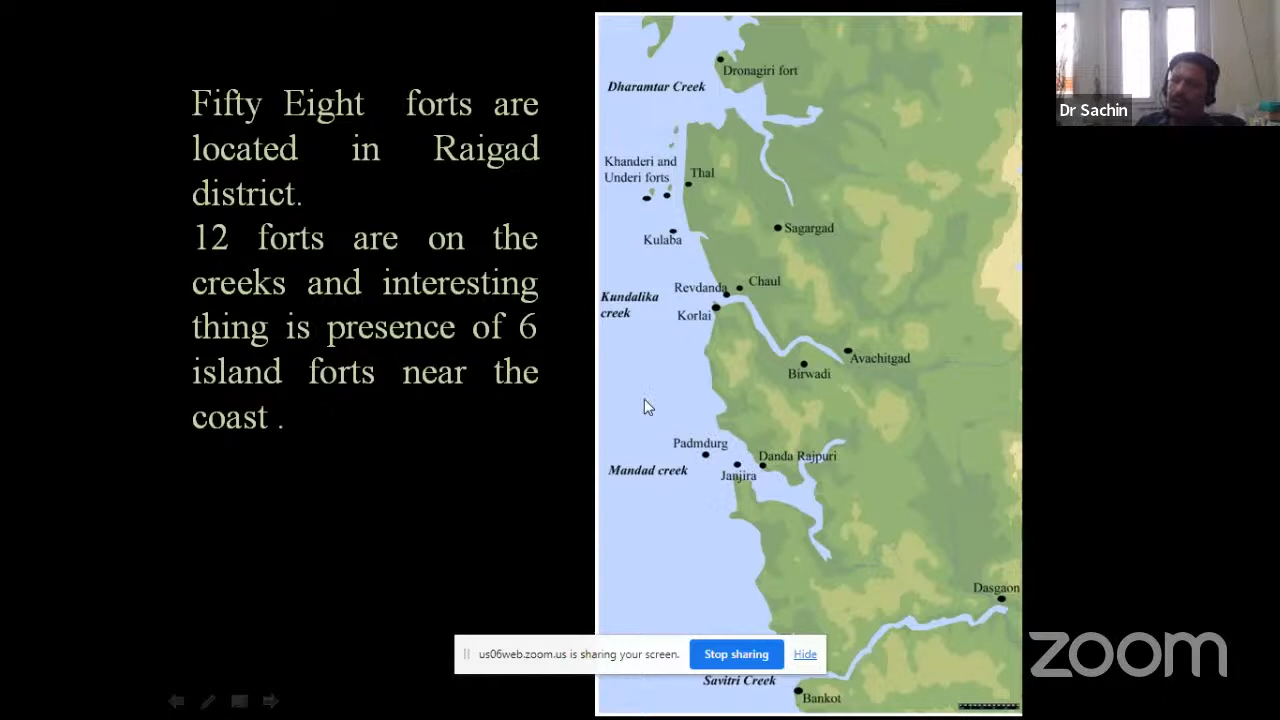 Fifty Eight forts are
located in Raigad
district.
12 forts are on the
creeks and interesting
thing is presence of 6
island forts near the
coast .
Dronagiri fort
Dharamtar Creek
Khanderi and
Underi forts
Thal
Sagargad
Kulaba
Chaul
Revdanda
Kundalika
creek
Korlai
Avachitgad
Birwadi
Padmdurg
Danda Rajpuri
Mandad creek
Janjira
Dasgaon
Savitri Creek
Bankot
Dr Sachin
us06web.zoom.us is sharing your screen.
Stop sharing
Hide
zoom